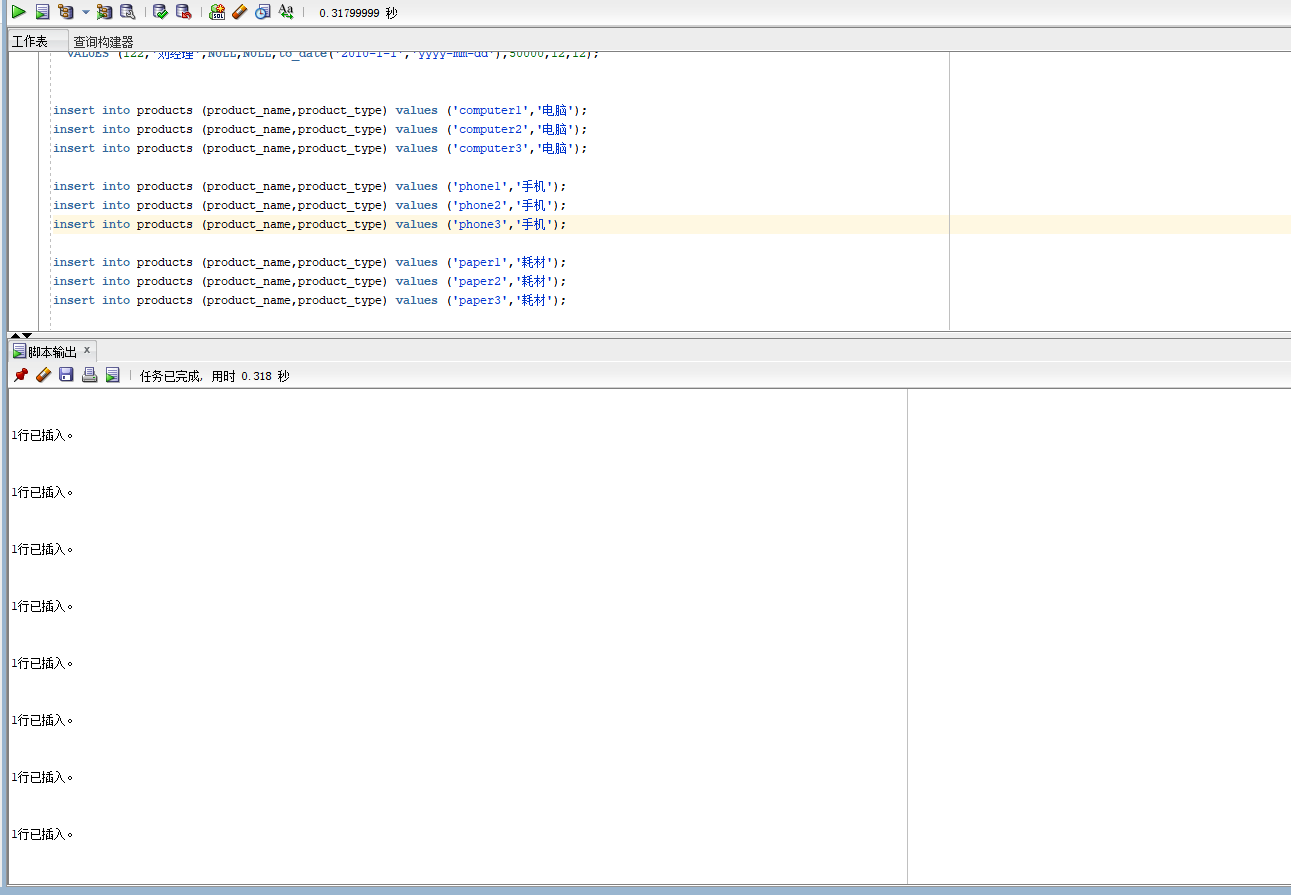 0.31799999 秒
工作表 查询构建器
VALUES (122,'刘经理',NULL,NULL,to_date('2010-1-1','yyyy-mm-dd'),50000,12,12);
insert into products (product_name,product_type) values ('computer1','电脑');
insert into products (product_name,product_type) values ('computer2','电脑');
insert into products (product_name,product_type) values ('computer3','电脑');
insert into products (product_name,product_type) values ('phone1','手机');
insert into products (product_name,product_type) values ('phone2','手机');
insert into products (product_name,product_type) values ('phone3','手机');
insert into products (product_name,product_type) values ('paper1','耗材');
insert into products (product_name,product_type) values ('paper2','耗材');
insert into products (product_name,product_type) values ('paper3','耗材');
脚本输出 x
任务已完成, 用时 0.318 秒
1行已插入。
1行已插入。
1行已插入。
1行已插入。
1行已插入。
1行已插入。
1行已插入。
1行已插入。